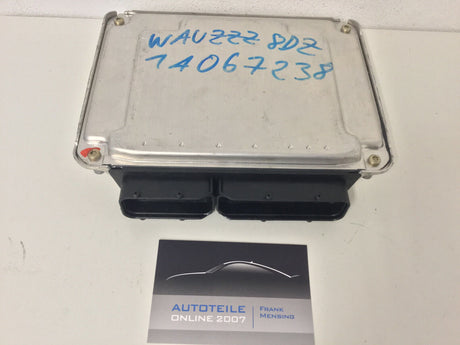 WAUZZZ 8DZ
14067238
AUTOTEILE
ONLINE 2007
FRANK
MENSING